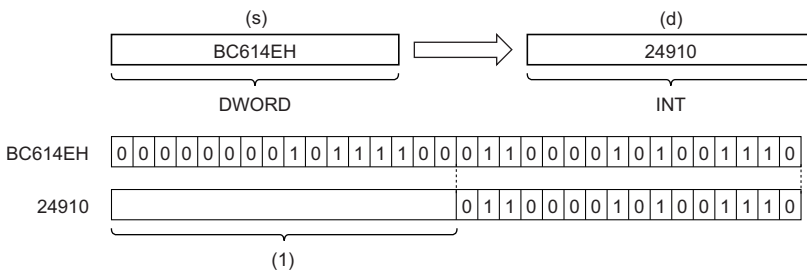 (s) (d)
BC614EH 24910
DWORD INT
BC614EH 0 0 0 0 0 0 0 0 1 0 1 1 1 1 0 0 0 1 1 0 0 0 0 1 0 1 0 0 1 1 1 0
24910 0 1 1 0 0 0 0 1 0 1 0 0 1 1 1 0
(1)